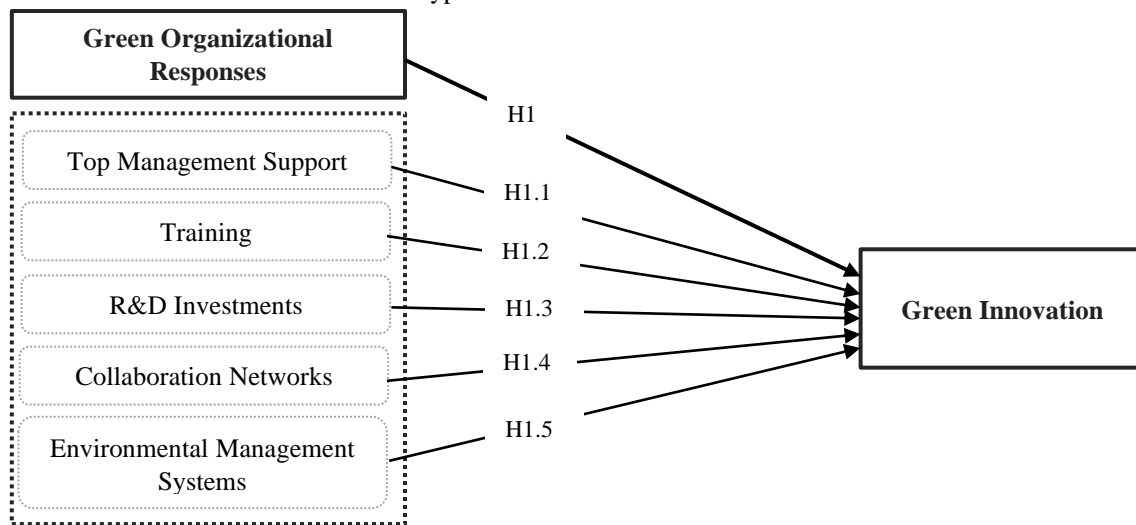 Green Organizational
Responses
H1
Top Management Support
H1.1
Training
H1.2
R&D Investments
H1.3
Green Innovation
Collaboration Networks
H1.4
H1.5
Environmental Management
Systems